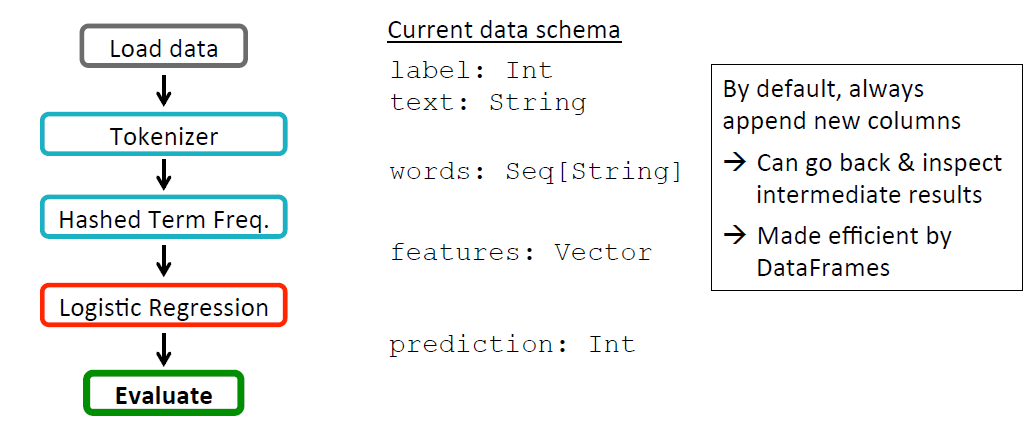 Load data
Tokenizer
Hashed Term Freq.
Logistic Regression
Evaluate
Current data schema
label: Int
text: String
words: Seq[String]
features: Vector
prediction: Int
By default, always
append new columns
→ Can go back & inspect
intermediate results
→ Made efficient by
DataFrames